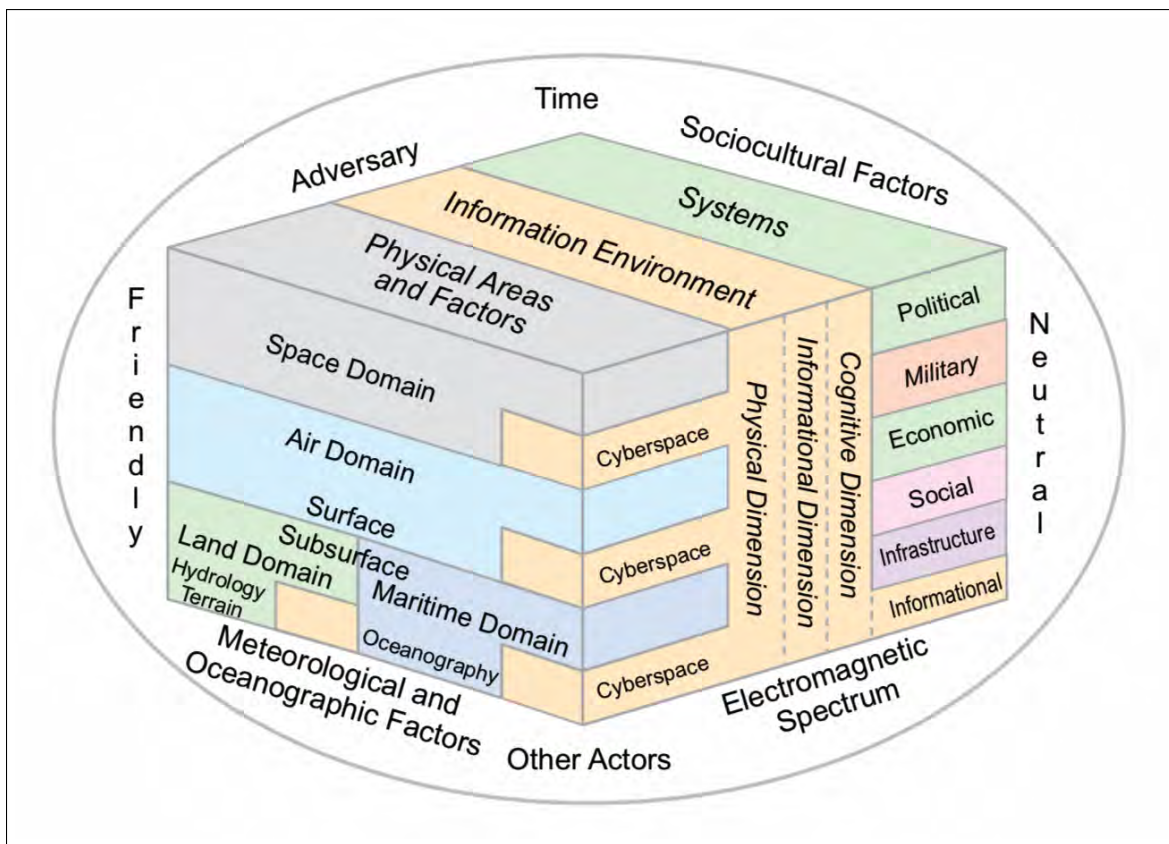 Time
Sociocultural Factors
Adversary
Systems
Information Environment
Physical Areas
and Factors
Friendly
Space Domain
Air Domain
Surface
Subsurface
Land Domain
Hydrology
Terrain
Maritime Domain
Oceanography
Cyberspace
Cyberspace
Cyberspace
Physical Dimension
Informational Dimension
Cognitive Dimension
Political
Military
Economic
Social
Infrastructure
Informational
Neutral
Meteorological and
Oceanographic Factors
Other Actors
Electromagnetic
Spectrum